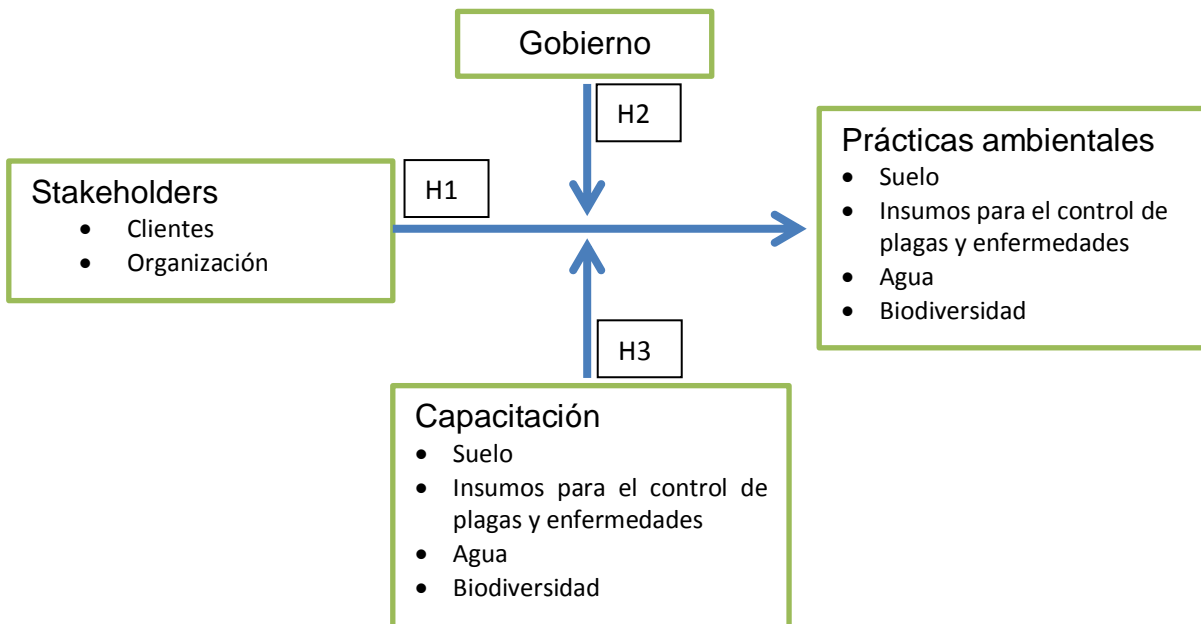 Gobierno
H2
Stakeholders
• Clientes
• Organización
H1
Prácticas ambientales
• Suelo
• Insumos para el control de
plagas y enfermedades
• Agua
• Biodiversidad
H3
Capacitación
• Suelo
• Insumos para el control de
plagas y enfermedades
• Agua
• Biodiversidad